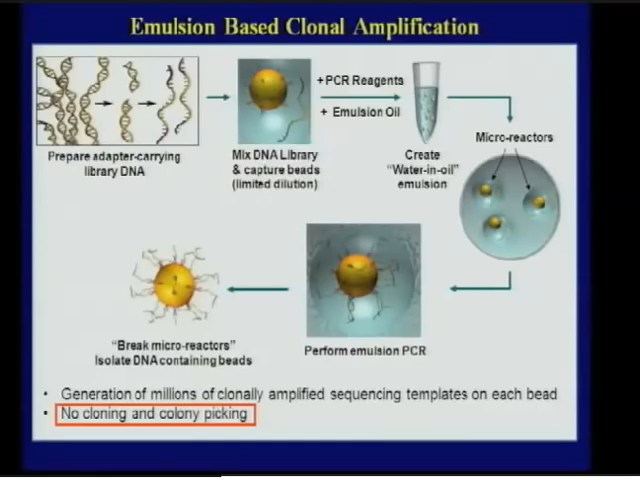 Emulsion Based Clonal Amplification
+PCR Reagents
+ Emulsion Oil
Micro-reactors
Prepare adapter-carrying
library DNA
Mix DNA Library
& capture beads
(limited dilution)
Create
"Water-in-oil"
emulsion
"Break micro-reactors"
Isolate DNA containing beads
Perform emulsion PCR
• Generation of millions of clonally amplified sequencing templates on each bead
• No cloning and colony picking